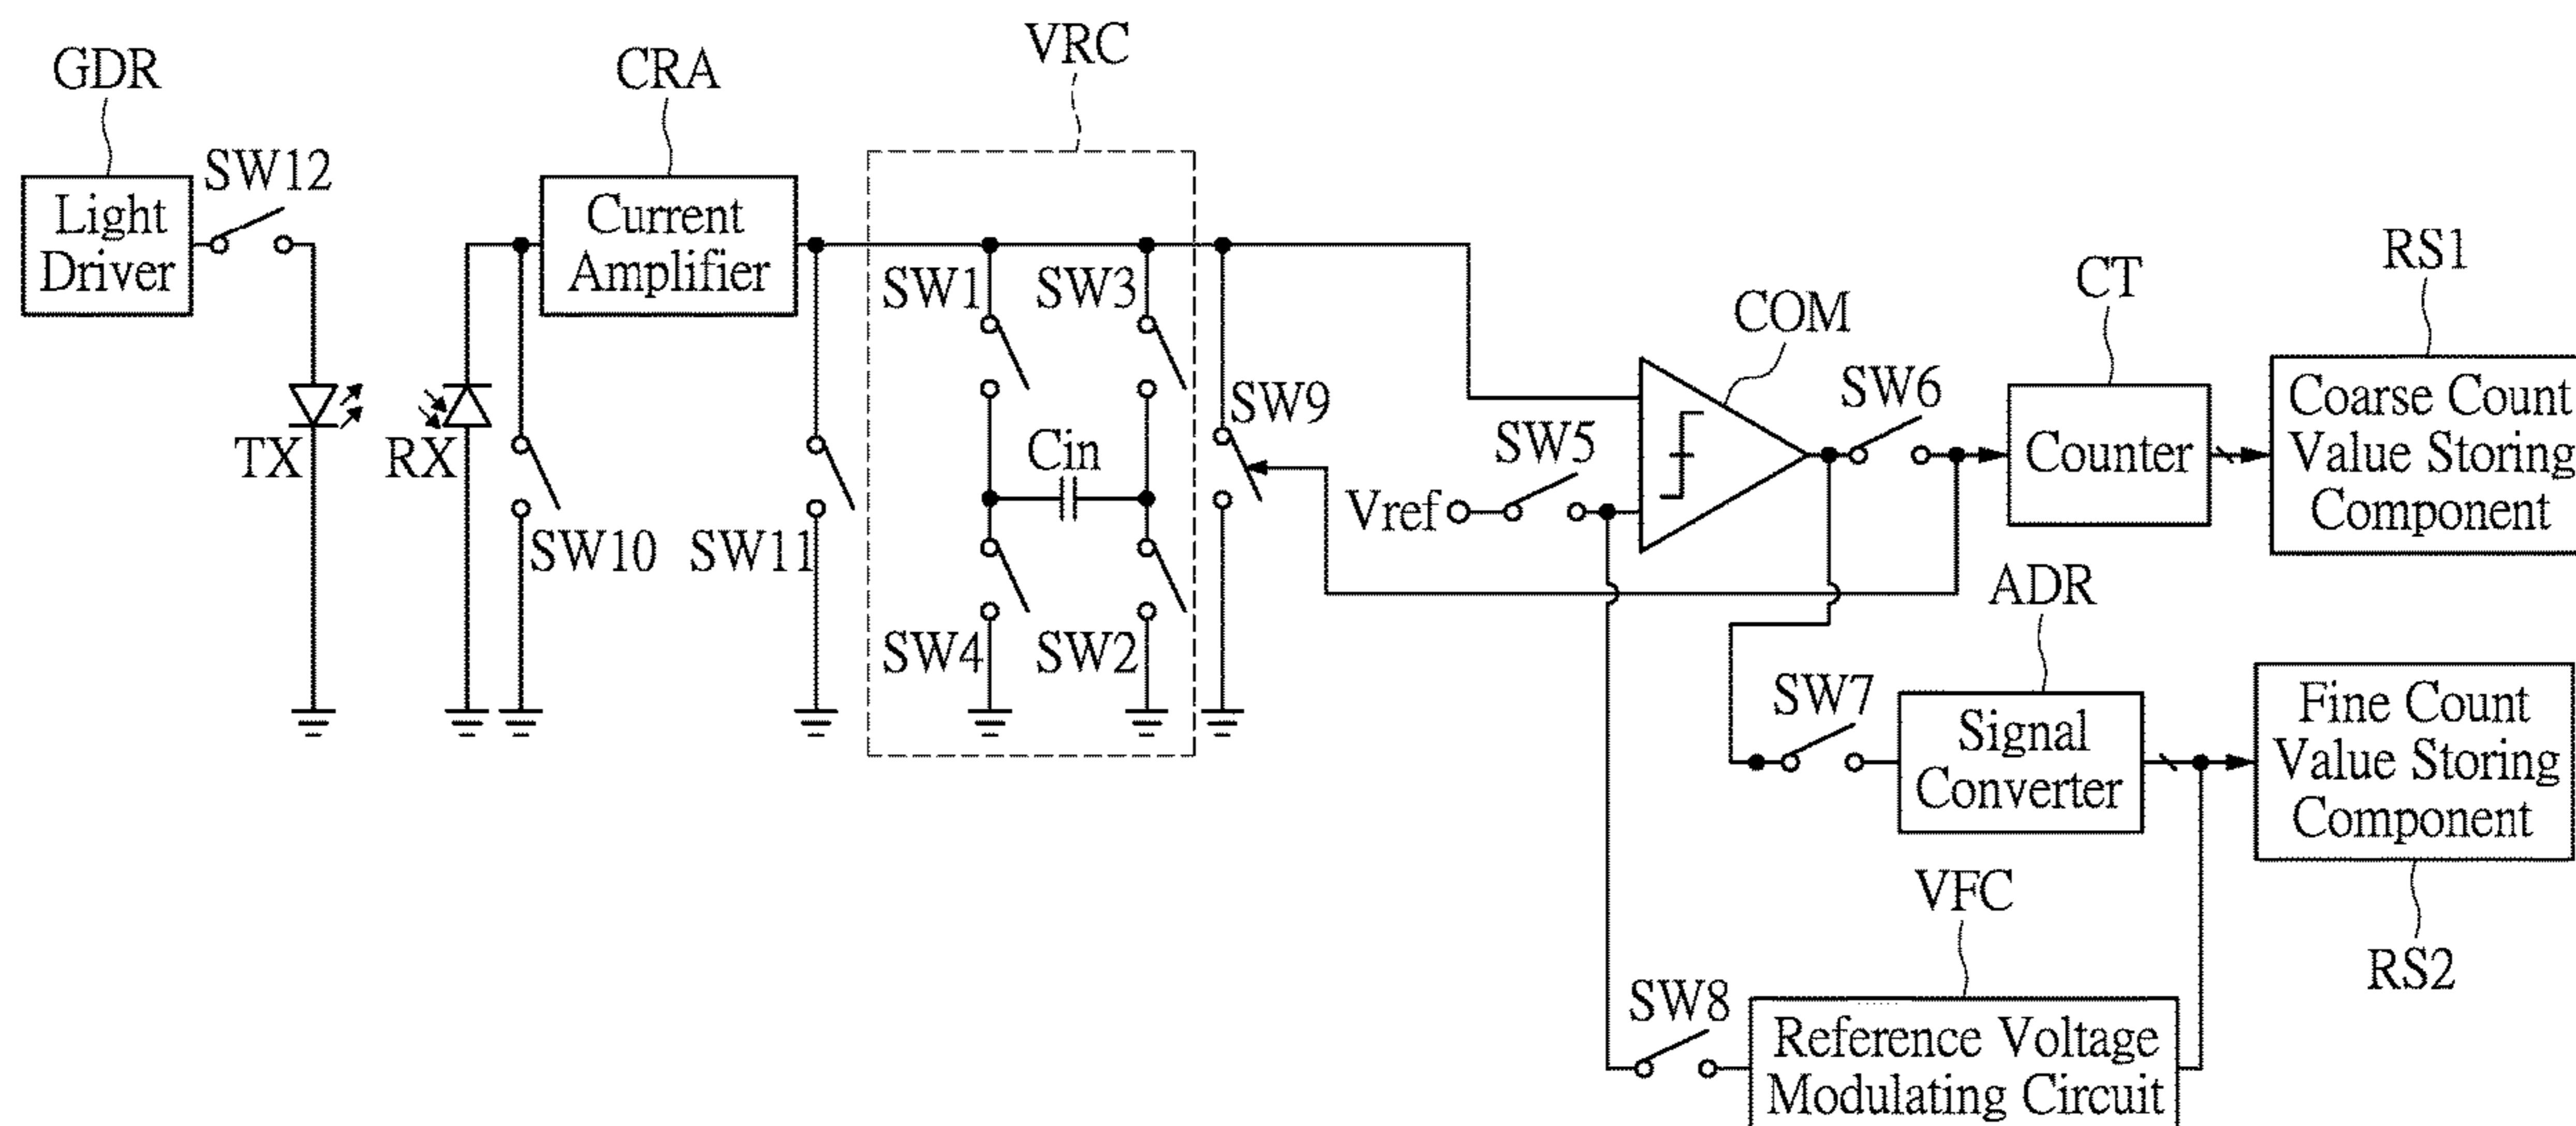 GDR
CRA
VRC
SW12
Light
Driver
Current
Amplifier
RS1
CT
SW1
SW3
COM
SW6
SW9
Coarse Count
Value Storing
Component
TX
RX
Cin
SW5
Counter
Vref
SW10
SW11
ADR
SW4
SW2
SW7
Signal
Converter
Fine Count
Value Storing
Component
VFC
RS2
SW8
Reference Voltage
Modulating Circuit